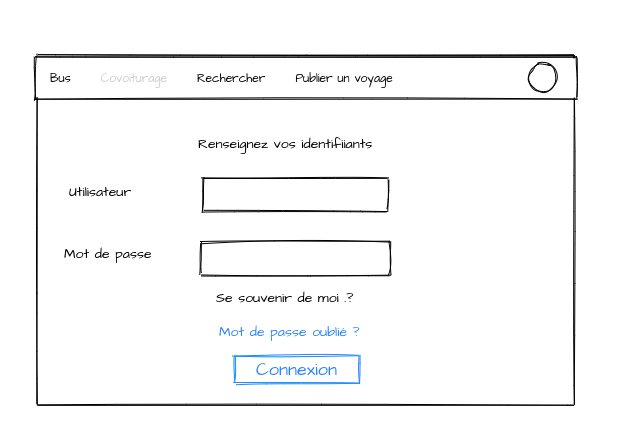 Bus Covoiturage Rechercher Publier un voyage
Renseignez vos identifiiants
Utilisateur
Mot de passe
Se souvenir de moi .?
Mot de passe oublié ?
Connexion